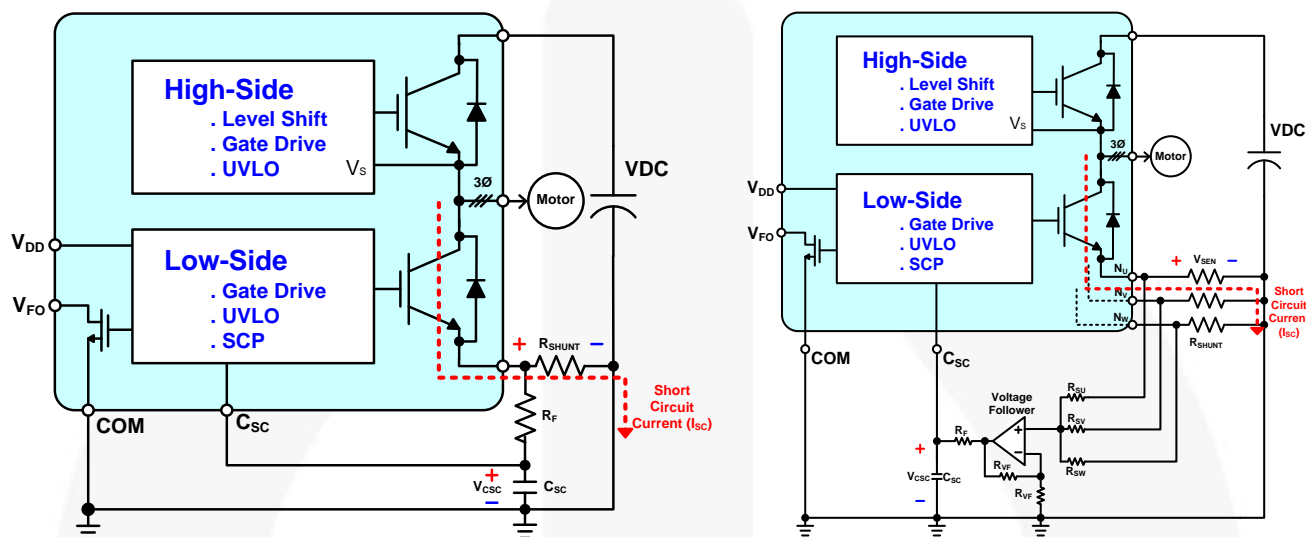 High-Side
. Level Shift
. Gate Drive
. UVLO
VS
3Ø
Motor
VDC
VDD
VFO
Low-Side
. Gate Drive
. UVLO
. SCP
+
RSHUNT
−
Short
Circuit
Current (ISC)
RF
COM
CSC
VCSC
+
−
CSC
High-Side
. Level Shift
. Gate Drive
. UVLO
VS
3Ø
Motor
VDC
VDD
VFO
Low-Side
. Gate Drive
. UVLO
. SCP
+
VSEN
−
NU
NV
NW
Short
Circuit
Current
(ISC)
RSHUNT
COM
CSC
Voltage
Follower
RSU
RSV
RSW
+
−
RF
RVF
RVF
+
VCSC
CSC
−